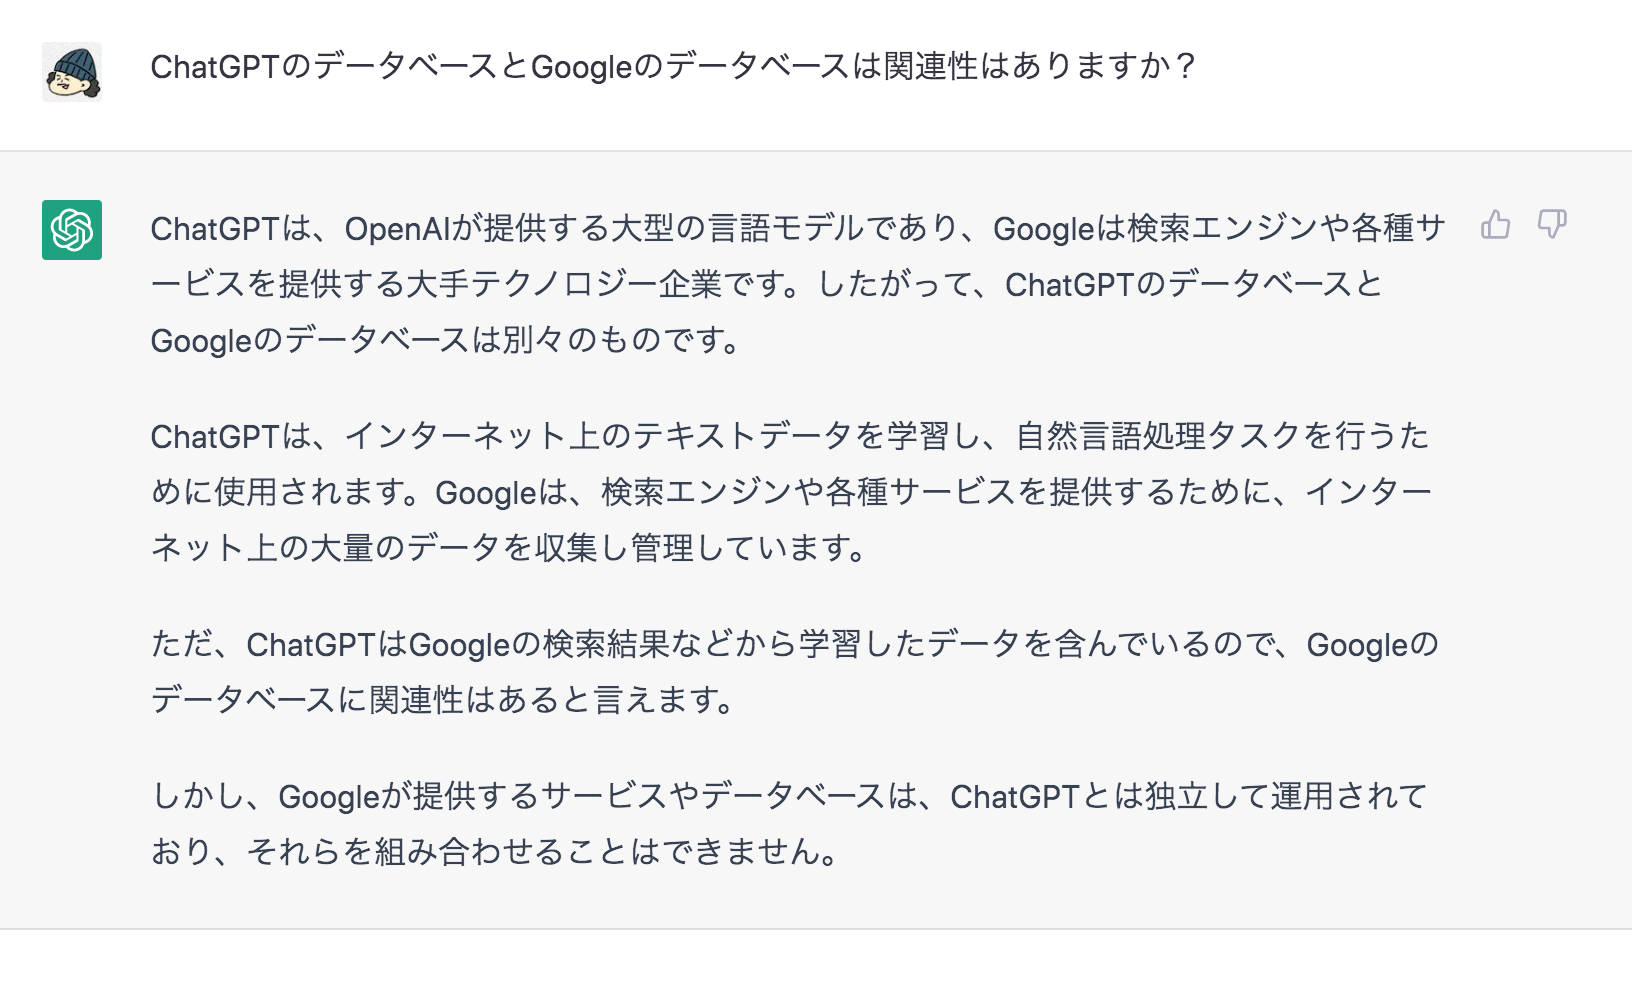 ChatGPTのデータベースとGoogleのデータベースは関連性はありますか？
ChatGPTは、OpenAIが提供する大型の言語モデルであり、Googleは検索エンジンや各種サ
ービスを提供する大手テクノロジー企業です。したがって、ChatGPTのデータベースと
Googleのデータベースは別々のものです。
ChatGPTは、インターネット上のテキストデータを学習し、自然言語処理タスクを行うた
めに使用されます。Googleは、検索エンジンや各種サービスを提供するために、インター
ネット上の大量のデータを収集し管理しています。
ただ、ChatGPTはGoogleの検索結果などから学習したデータを含んでいるので、Googleの
データベースに関連性はあると言えます。
しかし、Googleが提供するサービスやデータベースは、ChatGPTとは独立して運用されて
おり、それらを組み合わせることはできません。